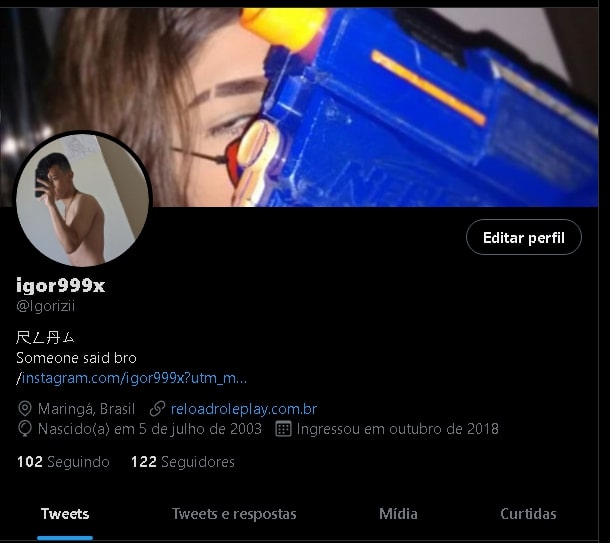 NERF
Editar perfil
igor999x
@Igorizii
尺ㄥ丹ム
Someone said bro
/instagram.com/igor999x?utm_m...
Maringá, Brasil reloadroleplay.com.br
Nascido(a) em 5 de julho de 2003 Ingressou em outubro de 2018
102 Seguindo 122 Seguidores
Tweets Tweets e respostas Mídia Curtidas